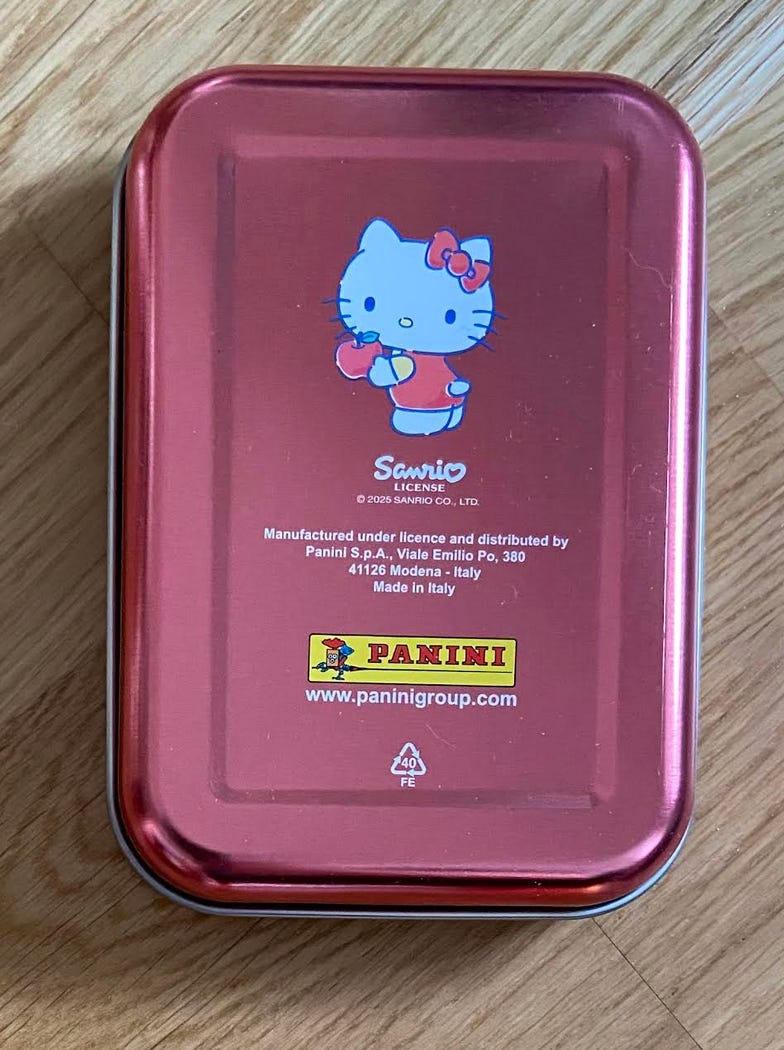 Sanrio
LICENSE
© 2025 SANRIO CO., LTD.
Manufactured under licence and distributed by
Panini S.p.A., Viale Emilio Po, 380
41126 Modena - Italy
Made in Italy
PANINI
www.paninigroup.com
40
FE